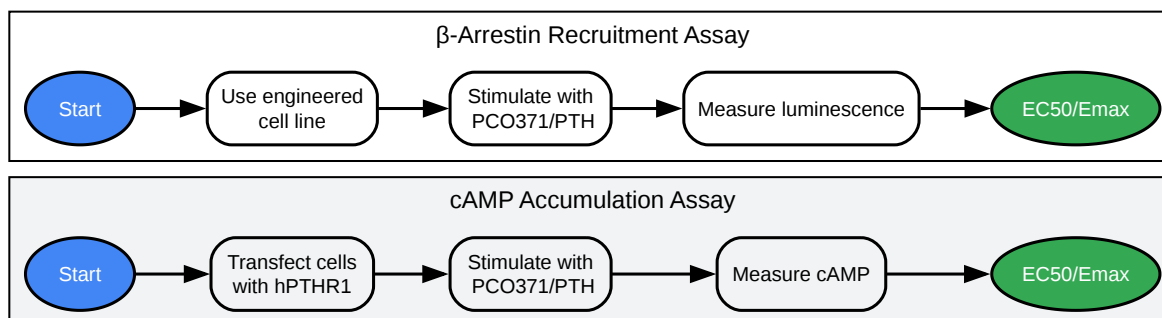 β-Arrestin Recruitment Assay
Start
Use engineered
cell line
Stimulate with
PCO371/PTH
Measure luminescence
EC50/Emax
cAMP Accumulation Assay
Start
Transfect cells
with hPTHR1
Stimulate with
PCO371/PTH
Measure cAMP
EC50/Emax